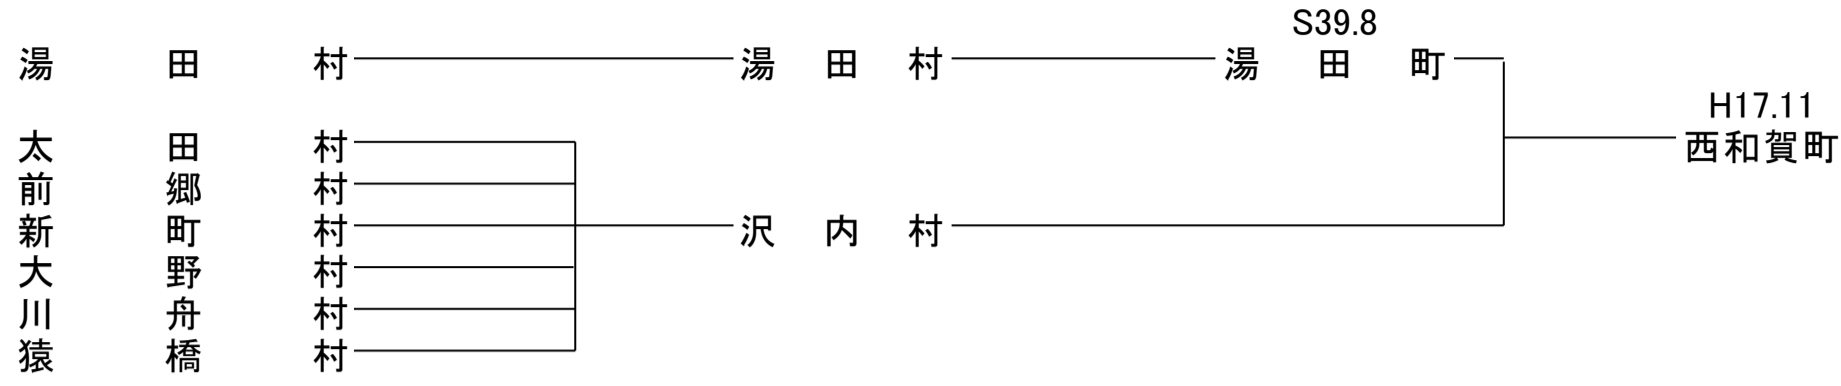 S39.8
湯田村 湯田村 湯田町
H17.11
西和賀町
太田村
前郷村
新町村 沢内村
大野村
川舟村
猿橋村